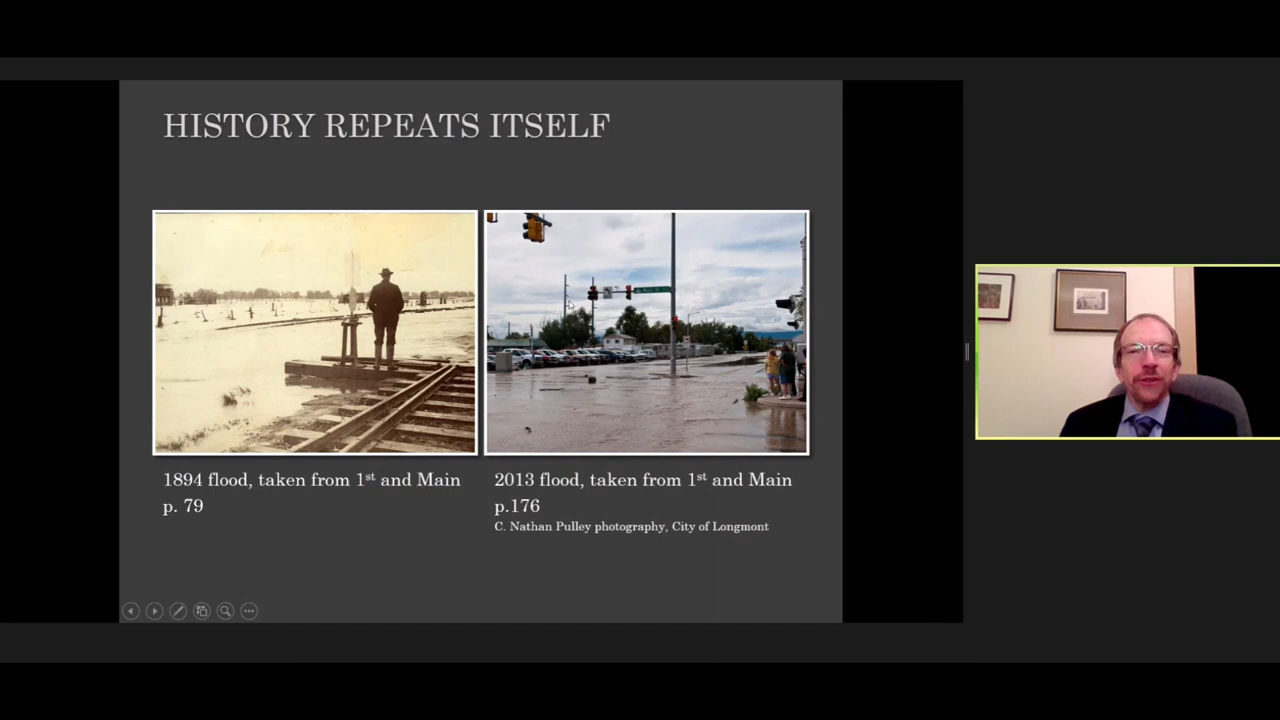 HISTORY REPEATS ITSELF
1894 flood, taken from 1st and Main
p. 79
2013 flood, taken from 1st and Main
p.176
C. Nathan Pulley photography, City of Longmont